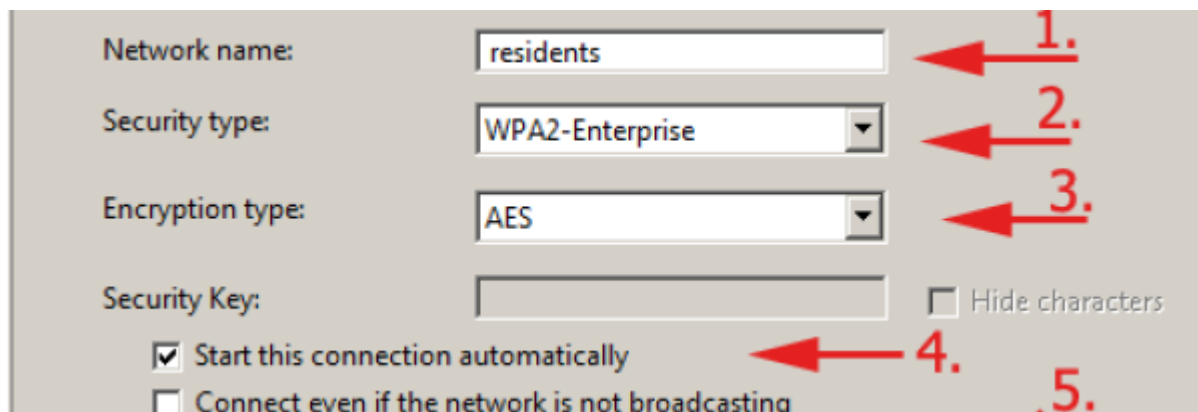 Network name: residents 1.
Security type: WPA2-Enterprise 2.
Encryption type: AES 3.
Security Key: Hide characters
Start this connection automatically 4.
Connect even if the network is not broadcasting 5.